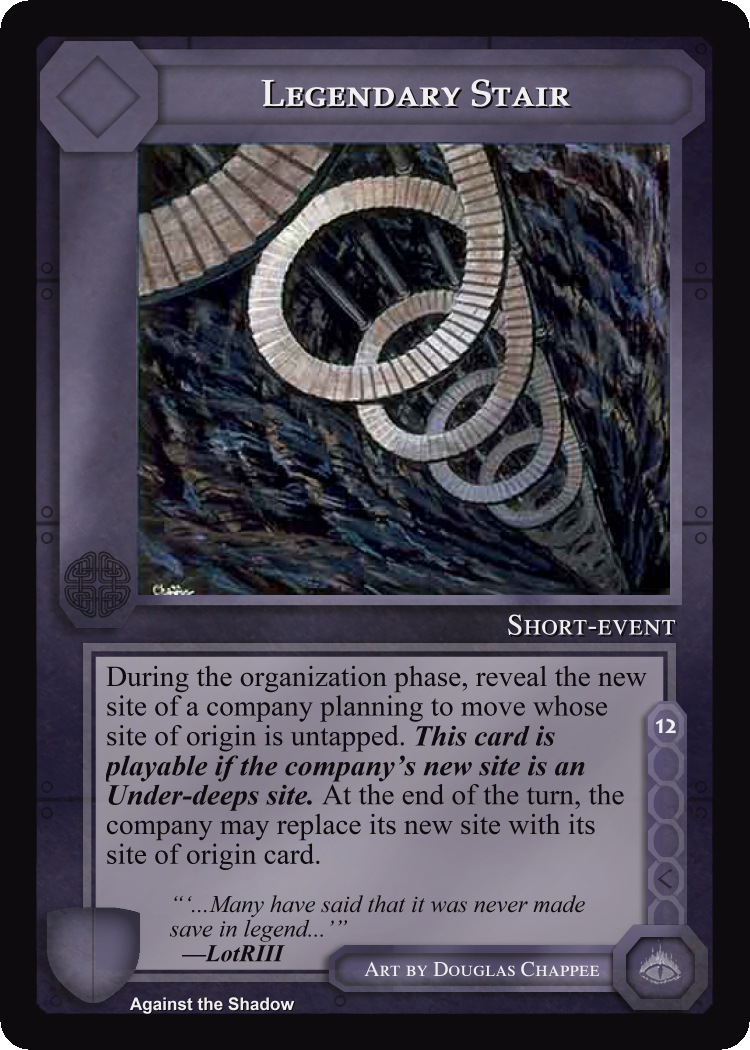 LEGENDARY STAIR
Chappee
SHORT-EVENT
During the organization phase, reveal the new
site of a company planning to move whose
site of origin is untapped. This card is
playable if the company's new site is an
Under-deeps site. At the end of the turn, the
company may replace its new site with its
site of origin card.
12
"'...Many have said that it was never made
save in legend...'"
—LotRIII
ART BY DOUGLAS CHAPPEE
Against the Shadow